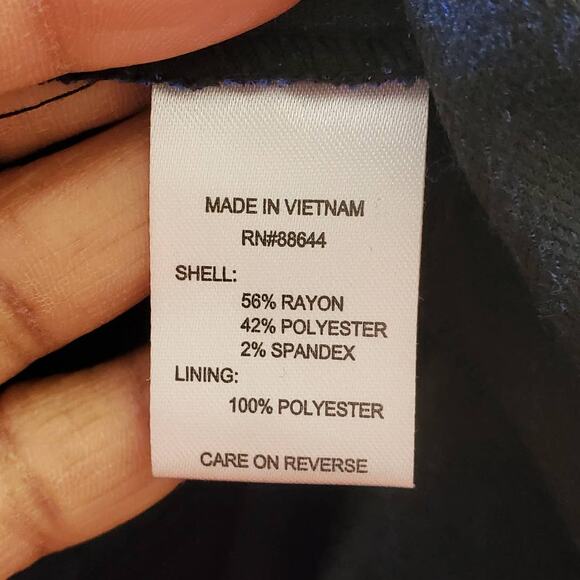 MADE IN VIETNAM
RN#88644
SHELL:
56% RAYON
42% POLYESTER
2% SPANDEX
LINING:
100% POLYESTER
CARE ON REVERSE